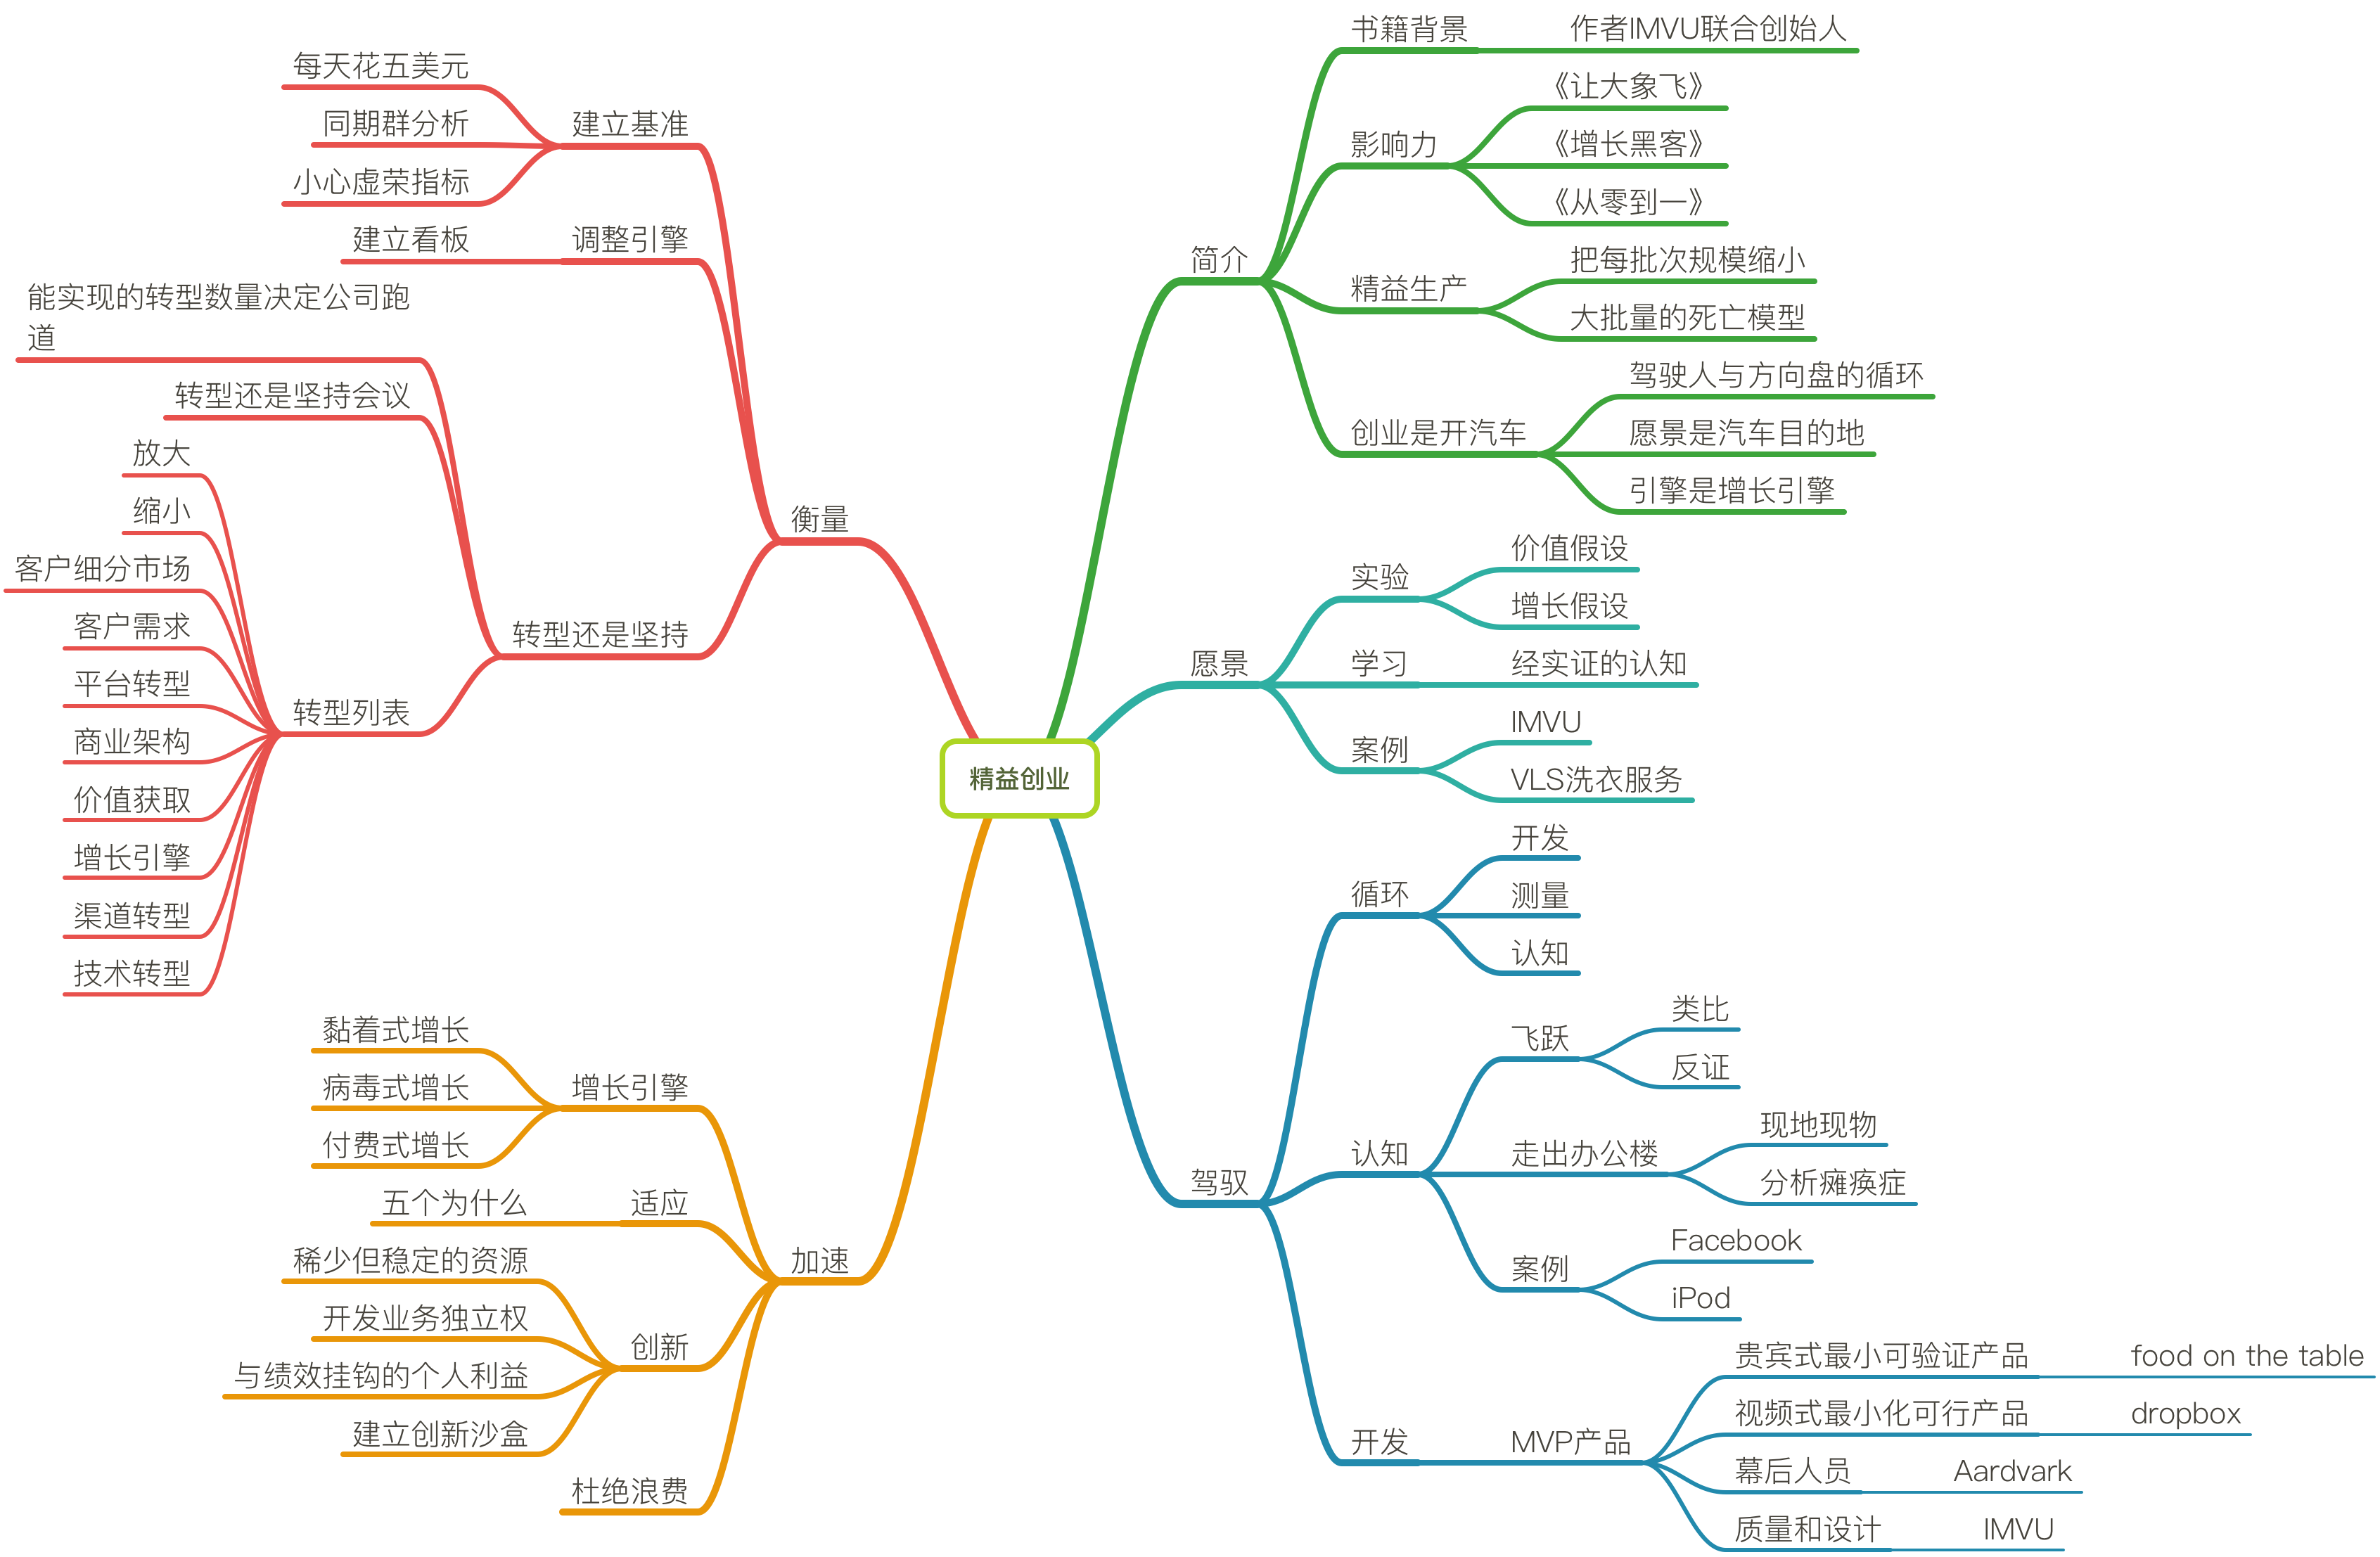 精益创业
简介
书籍背景
作者IMVU联合创始人
影响力
《让大象飞》
《增长黑客》
《从零到一》
精益生产
把每批次规模缩小
大批量的死亡模型
创业是开汽车
驾驶人与方向盘的循环
愿景是汽车目的地
引擎是增长引擎
愿景
实验
价值假设
增长假设
学习
经实证的认知
案例
IMVU
VLS洗衣服务
驾驭
循环
开发
测量
认知
认知
飞跃
类比
反证
走出办公楼
现地现物
分析瘫痪症
案例
Facebook
iPod
开发
MVP产品
贵宾式最小可验证产品
food on the table
视频式最小化可行产品
dropbox
幕后人员
Aardvark
质量和设计
IMVU
衡量
建立基准
每天花五美元
同期群分析
小心虚荣指标
调整引擎
建立看板
转型还是坚持
能实现的转型数量决定公司跑
道
转型还是坚持会议
转型列表
放大
缩小
客户细分市场
客户需求
平台转型
商业架构
价值获取
增长引擎
渠道转型
技术转型
加速
增长引擎
黏着式增长
病毒式增长
付费式增长
适应
五个为什么
创新
稀少但稳定的资源
开发业务独立权
与绩效挂钩的个人利益
建立创新沙盒
杜绝浪费